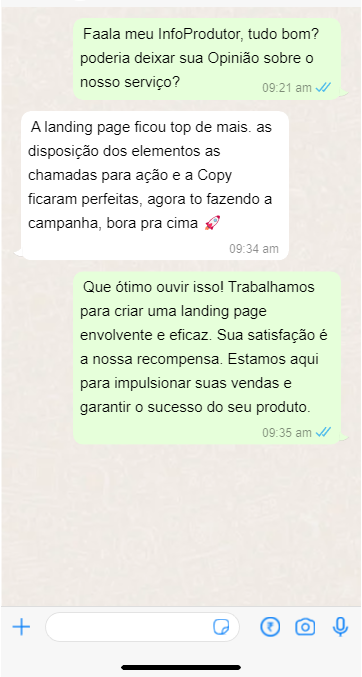 Faala meu InfoProdutor, tudo bom?
poderia deixar sua Opinião sobre o
nosso serviço?
09:21 am
A landing page ficou top de mais. as
disposição dos elementos as
chamadas para ação e a Copy
ficaram perfeitas, agora to fazendo a
campanha, bora pra cima 🚀
09:34 am
Que ótimo ouvir isso! Trabalhamos
para criar uma landing page
envolvente e eficaz. Sua satisfação é
a nossa recompensa. Estamos aqui
para impulsionar suas vendas e
garantir o sucesso do seu produto.
09:35 am
₹